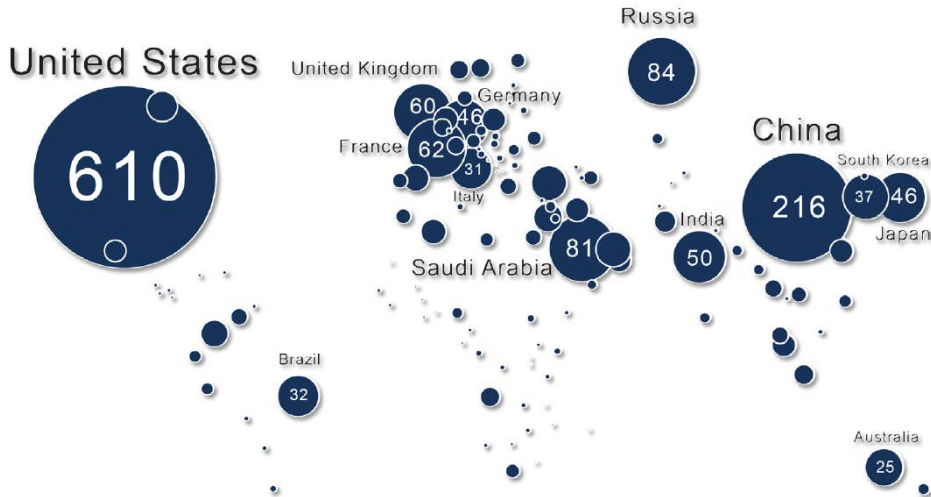 Russia
84
United States
610
United Kingdom
60
Germany
46
France
62
31
Italy
China
216
South Korea
37
46
Japan
India
50
81
Saudi Arabia
Brazil
32
Australia
25